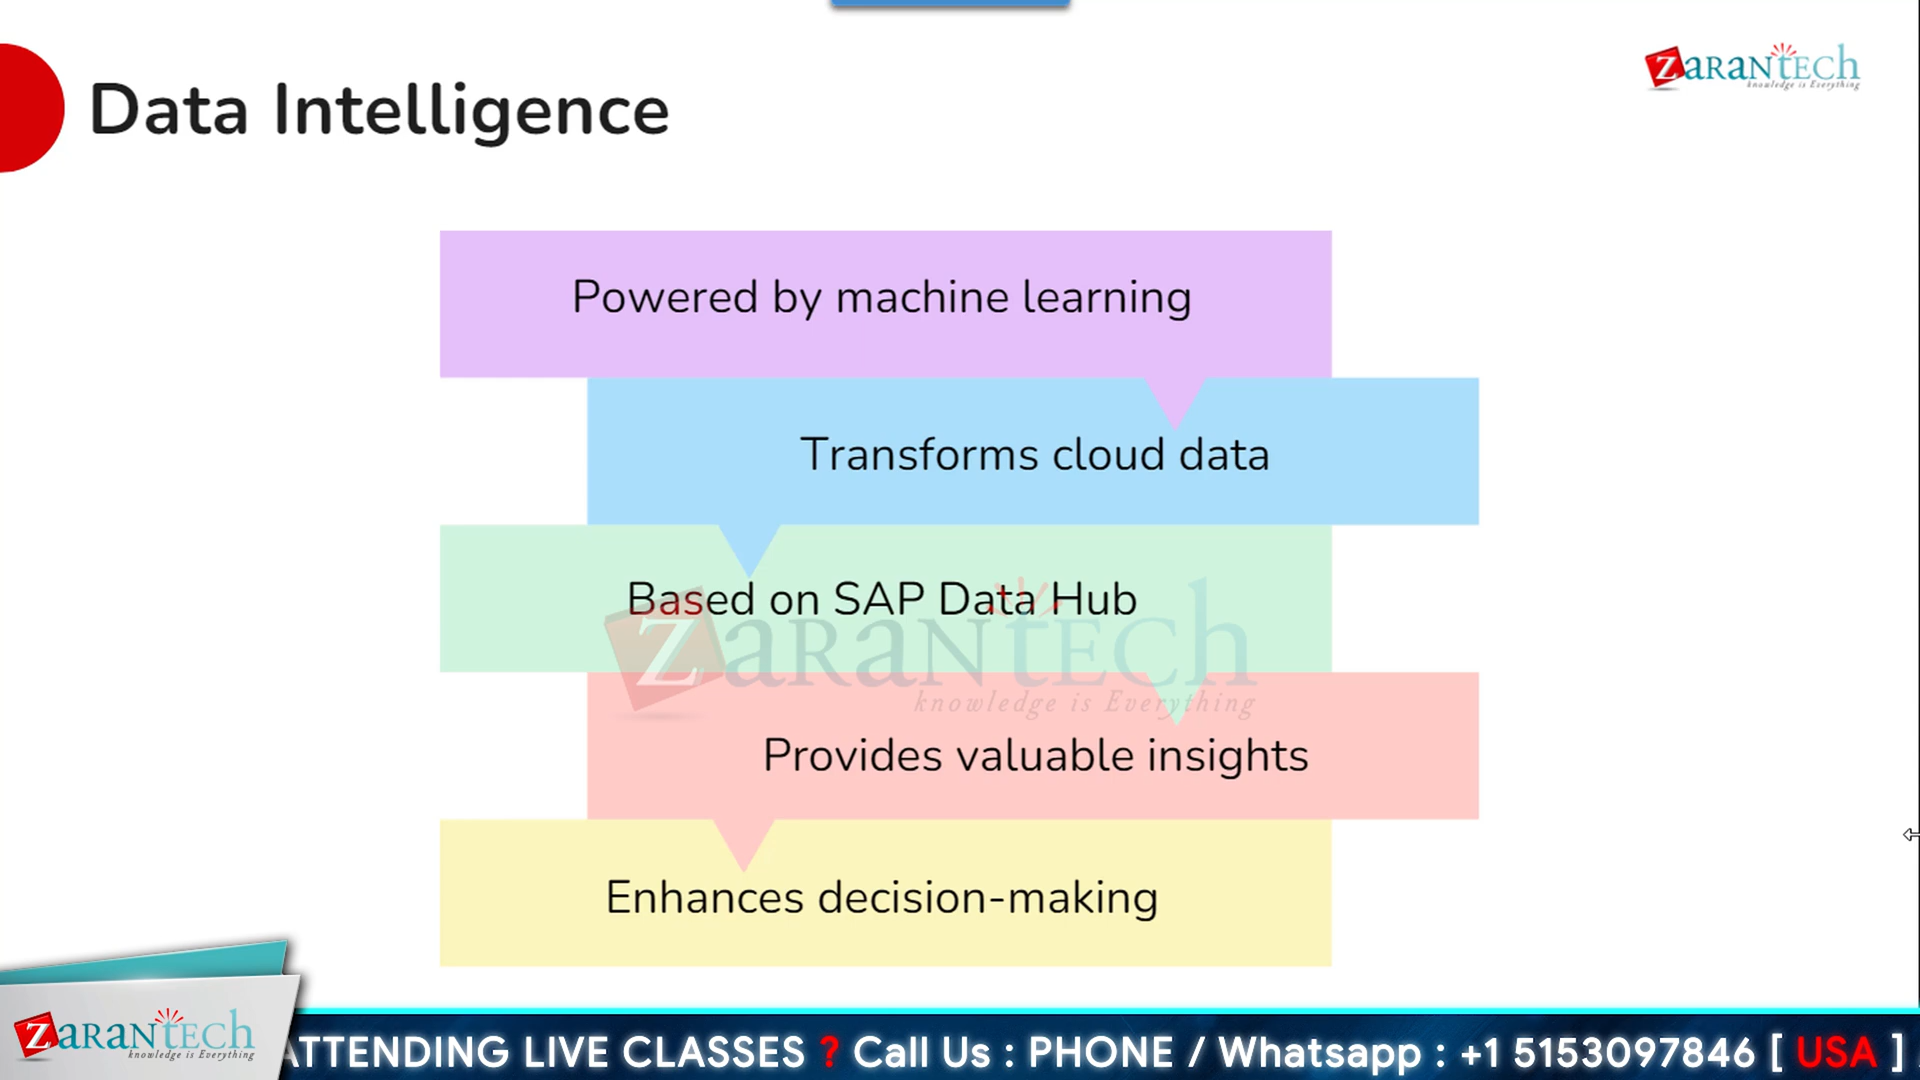 Data Intelligence
ZaranTech
knowledge is Everything
Powered by machine learning
Transforms cloud data
Based on SAP Data Hub
ZaranTech
knowledge is Everything
Provides valuable insights
Enhances decision-making
ZaranTech
knowledge is Everything
ATTENDING LIVE CLASSES ? Call Us : PHONE / Whatsapp : +1 5153097846 [ USA ]